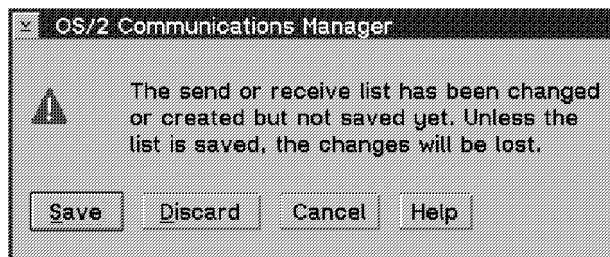 OS/2 Communications Manager
The send or receive list has been changed
or created but not saved yet. Unless the
list is saved, the changes will be lost.
Save Discard Cancel Help